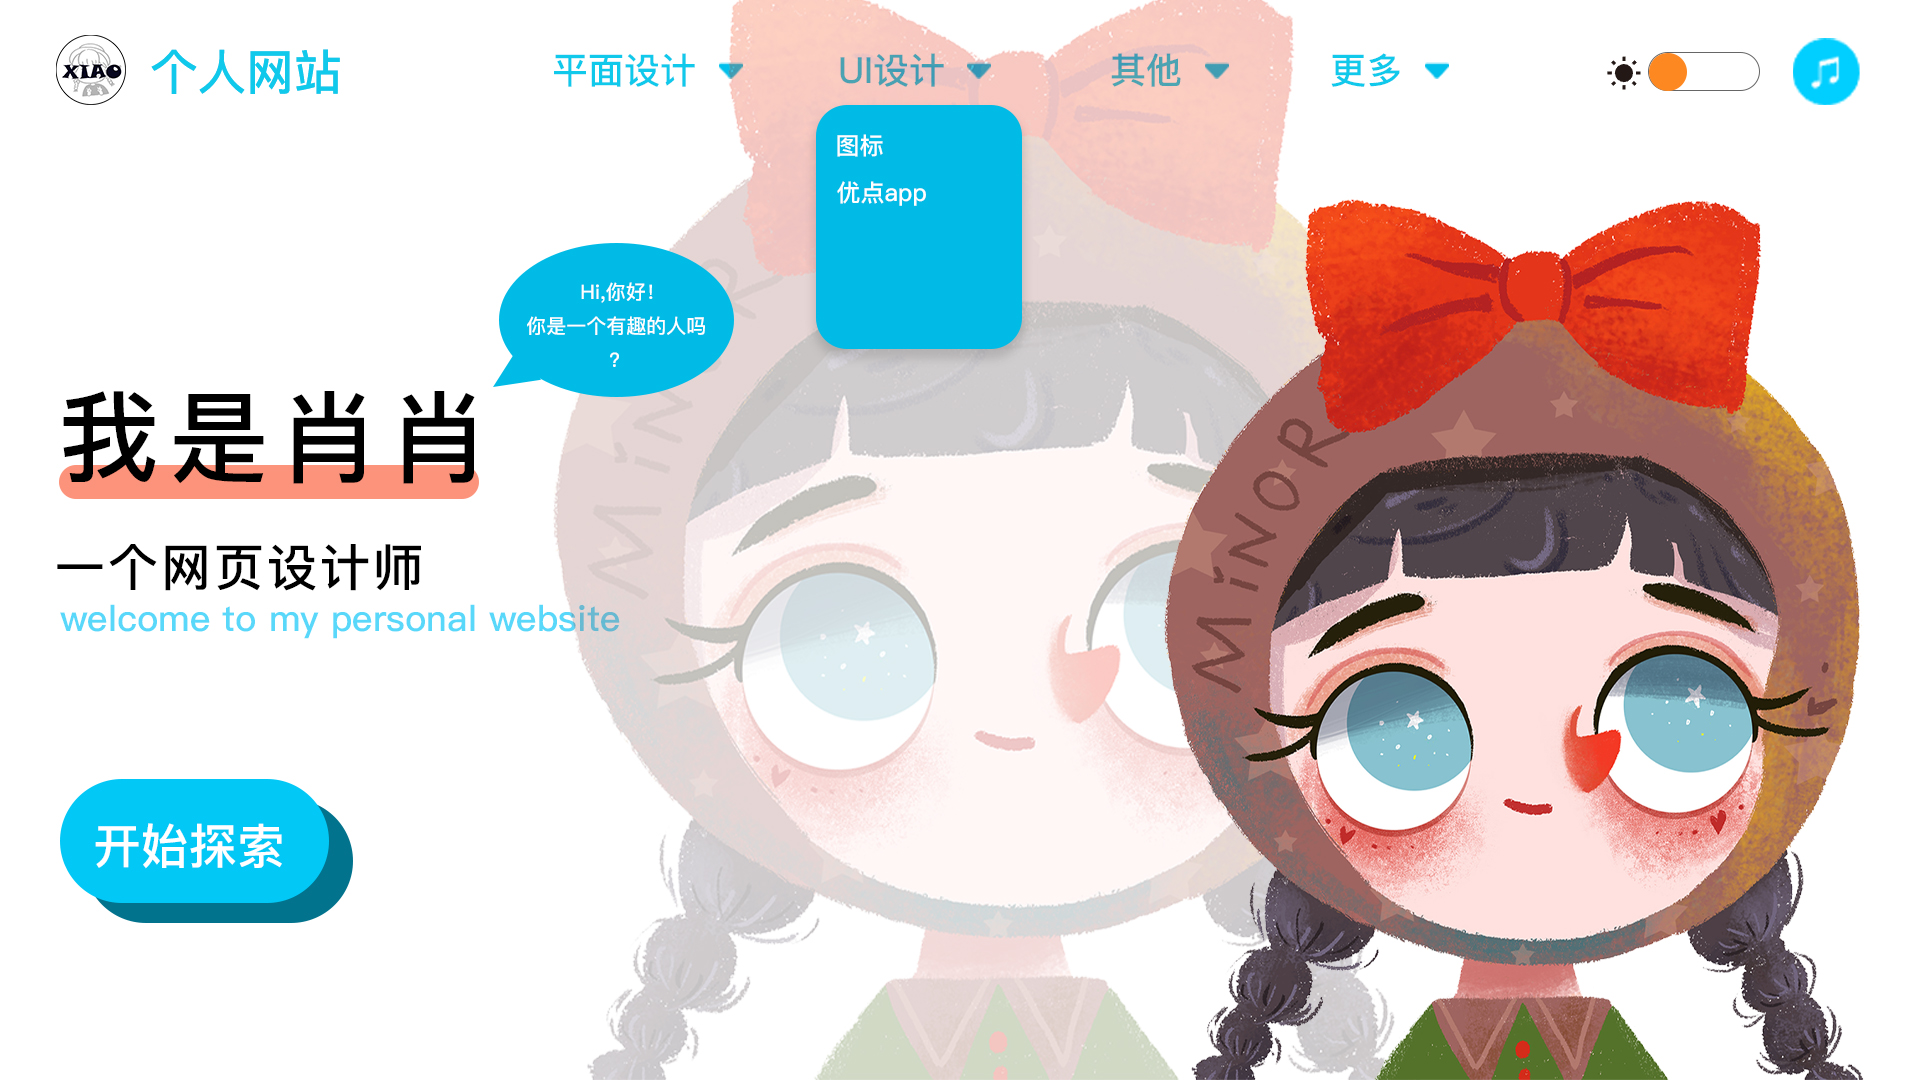 XIAO
个人网站
平面设计
UI设计
其他
更多
图标
优点app
Hi,你好!
你是一个有趣的人吗
?
我是肖肖
一个网页设计师
welcome to my personal website
开始探索
MiNOR
MiNOR